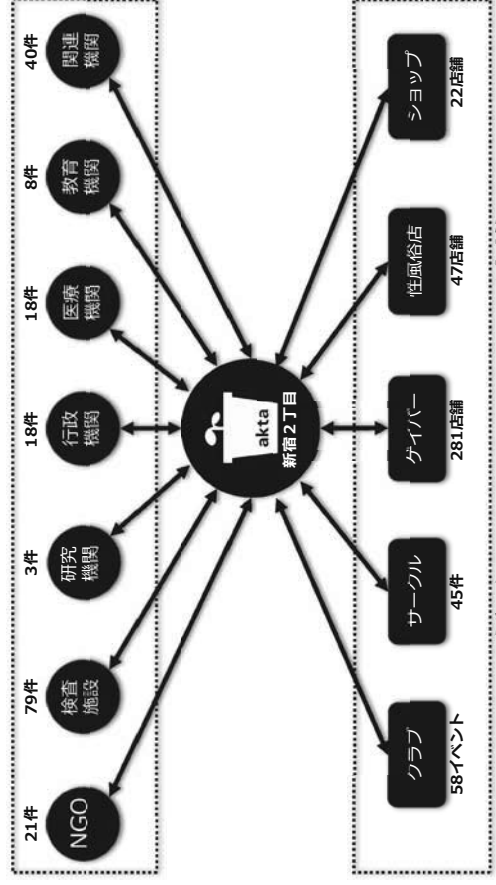 21件
79件
3件
18件
18件
8件
40件
NGO
検査
施設
研究
機関
行政
機関
医療
機関
教育
機関
関連
機関
akta
新宿2丁目
クラブ
サークル
ゲイバー
性風俗店
ショップ
58イベント
45件
281店舗
47店舗
22店舗